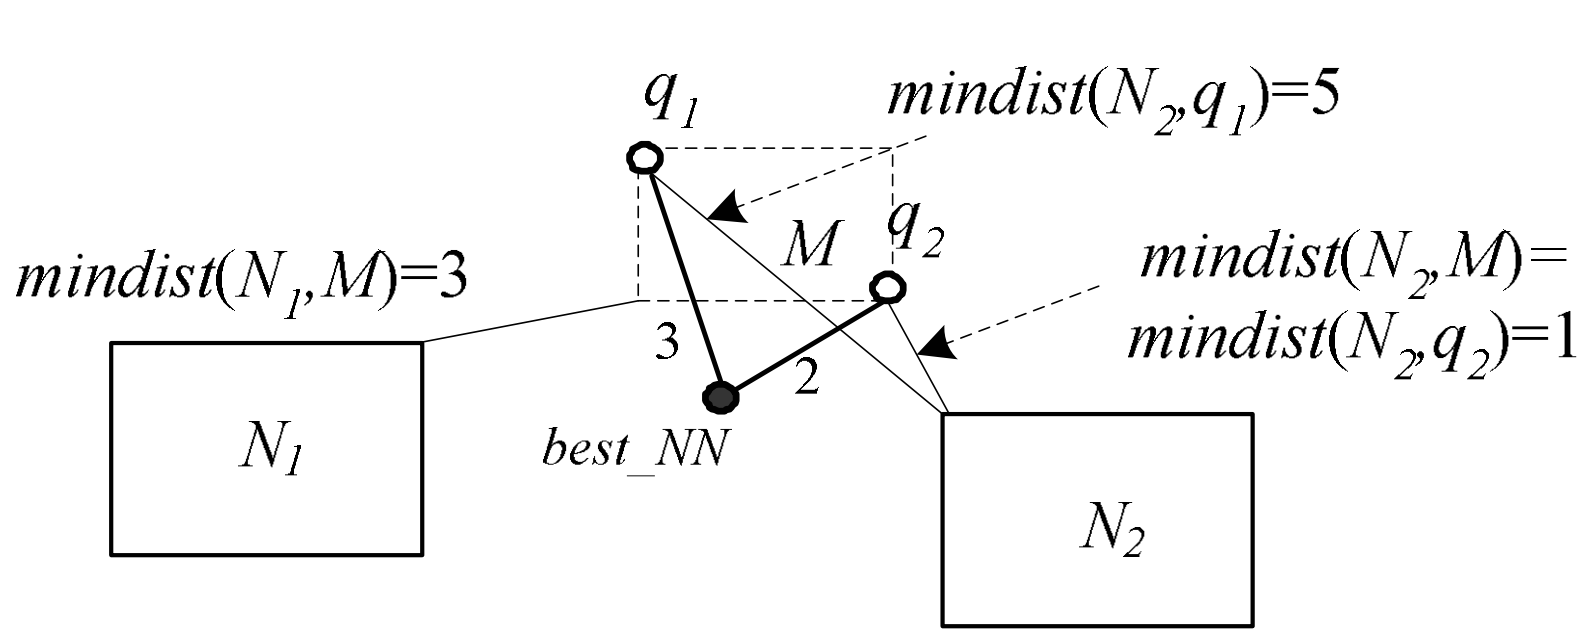 q1
mindist(N2,q1)=5
M
q2
mindist(N1,M)=3
mindist(N2,M)=
mindist(N2,q2)=1
3
2
best_NN
N1
N2